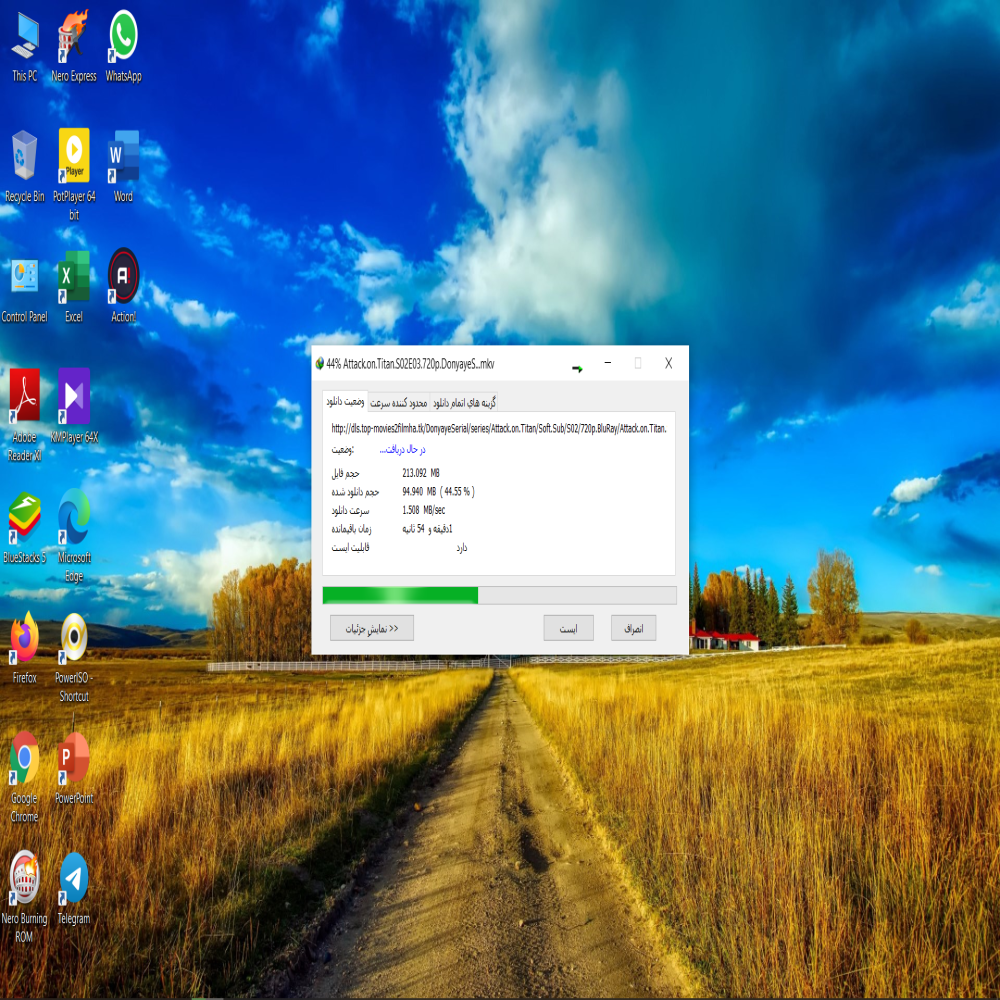 This PC
Nero Express
WhatsApp
Recycle Bin
PotPlayer 64 bit
Player
Word
Control Panel
Excel
Action!
Adobe Reader XI
KMPlayer 64X
BlueStacks 5
Microsoft Edge
Firefox
PowerISO - Shortcut
Google Chrome
PowerPoint
Nero Burning ROM
Telegram
44% Attack.on.Titan.S02E03.720p.DonyayeS...mkv
وضعیت دانلود
محدود کننده سرعت
گزینه های اتمام دانلود
http://dls.top-movies2filmha.tk/DonyayeSerial/series/Attack.on.Titan/Soft.Sub/S02/720p.BluRay/Attack.on.Titan.
وضعیت: در حال دریافت...
حجم فایل 213.092 MB
حجم دانلود شده 94.940 MB ( 44.55 % )
سرعت دانلود 1.508 MB/sec
زمان باقیمانده 1دقیقه و 54 ثانیه
قابلیت ایست دارد
نمایش جزئیات >>
ایست
انصراف